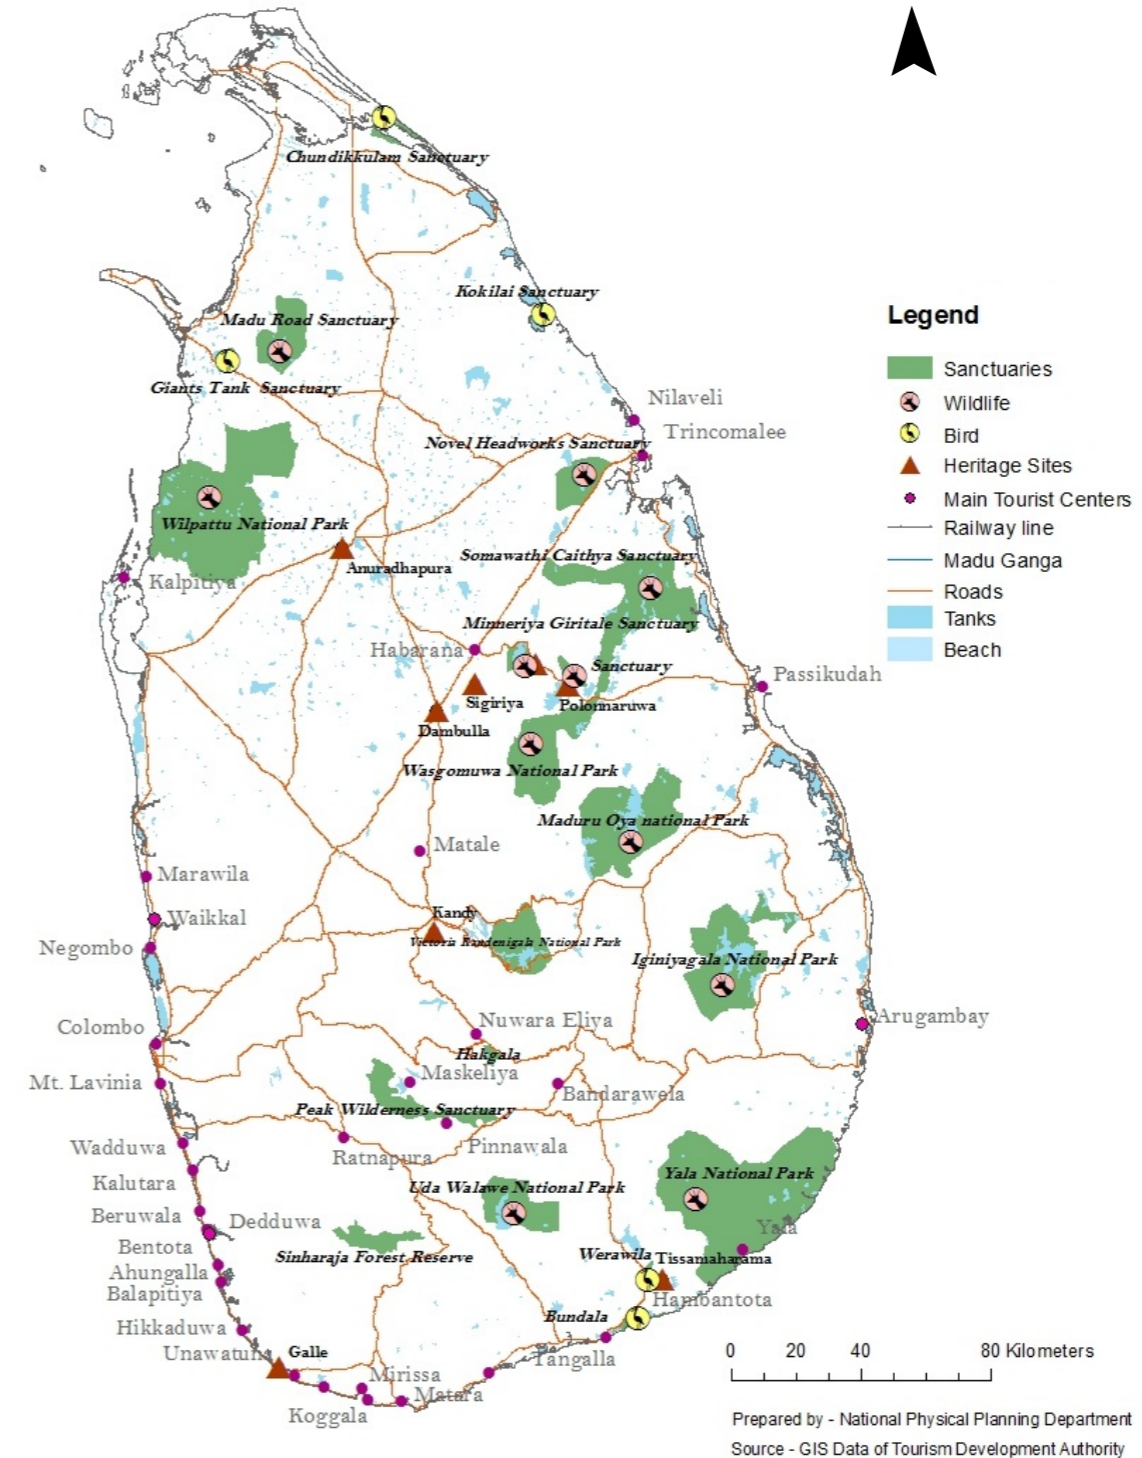 Chundikkulam Sanctuary
Kokilai Sanctuary
Madu Road Sanctuary
Giants Tank Sanctuary
Nilaveli
Trincomalee
Novel Headworks Sanctuary
Wilpattu National Park
Somawathi Caithya Sanctuary
Anuradhapura
Kalpitiya
Minneriya Giritale Sanctuary
Habarana
Sanctuary
Passikudah
Sigiriya
Polonnaruwa
Dambulla
Wasgomuwa National Park
Maduru Oya national Park
Matale
Marawila
Waikkal
Kandy
Negombo
Victoria Randenigala National Park
Iginiyagala National Park
Arugambay
Colombo
Nuwara Eliya
Hakgala
Mt. Lavinia
Maskeliya
Bandarawela
Peak Wilderness Sanctuary
Wadduwa
Pinnawala
Ratnapura
Kalutara
Yala National Park
Uda Walawe National Park
Beruwala
Dedduwa
Yala
Bentota
Sinharaja Forest Reserve
Werawila
Tissamaharama
Ahungalla
Balapitiya
Hambantota
Bundala
Hikkaduwa
Unawatuna
Galle
Tangalla
Mirissa
Matara
Koggala
Legend
Sanctuaries
Wildlife
Bird
Heritage Sites
Main Tourist Centers
Railway line
Madu Ganga
Roads
Tanks
Beach
0 20 40 80 Kilometers
Prepared by - National Physical Planning Department
Source - GIS Data of Tourism Development Authority